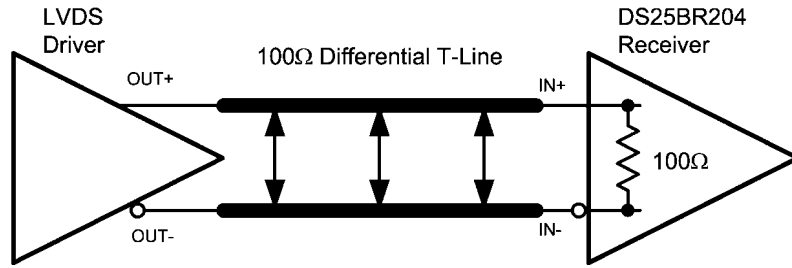 LVDS
Driver
DS25BR204
Receiver
100Ω Differential T-Line
OUT+
IN+
100Ω
OUT-
IN-